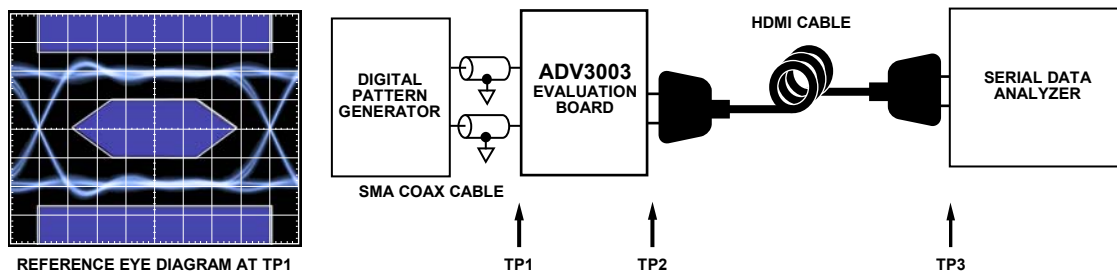 HDMI CABLE
DIGITAL
PATTERN
GENERATOR
ADV3003
EVALUATION
BOARD
SERIAL DATA
ANALYZER
SMA COAX CABLE
REFERENCE EYE DIAGRAM AT TP1
TP1
TP2
TP3